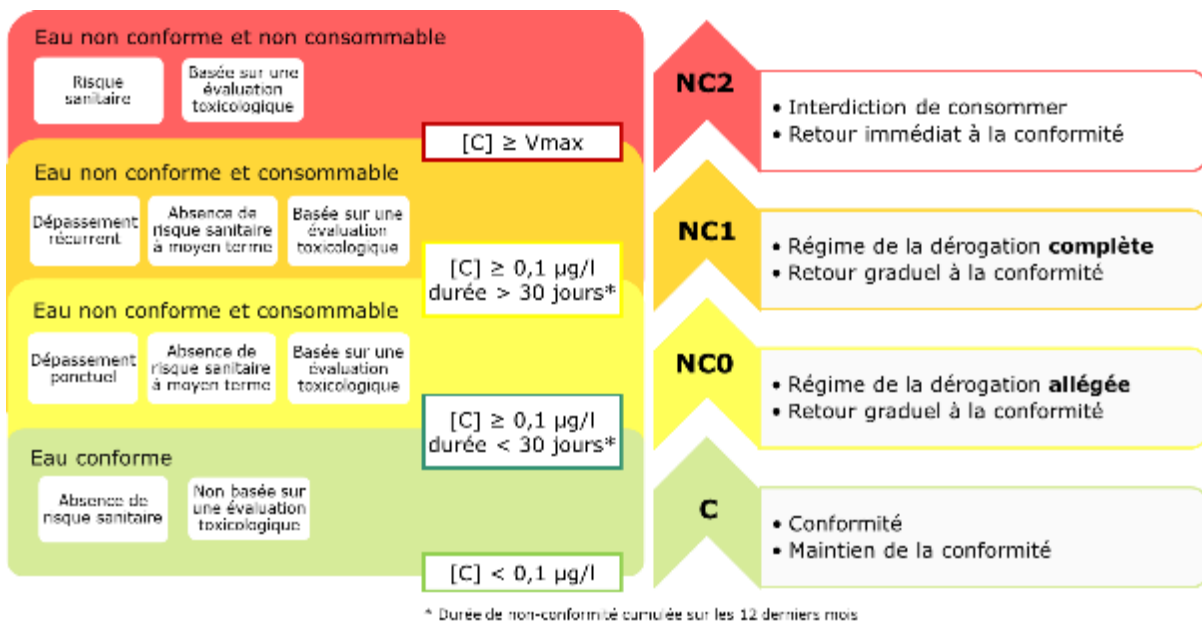 Eau non conforme et non consommable
Risque
sanitaire
Basée sur une
évaluation
toxicologique
[C] ≥ Vmax
NC2
• Interdiction de consommer
• Retour immédiat à la conformité
Eau non conforme et consommable
Dépassement
récurrent
Absence de
risque sanitaire
à moyen terme
Basée sur une
évaluation
toxicologique
[C] ≥ 0,1 µg/l
durée > 30 jours*
NC1
• Régime de la dérogation complète
• Retour graduel à la conformité
Eau non conforme et consommable
Dépassement
ponctuel
Absence de
risque sanitaire
à moyen terme
Basée sur une
évaluation
toxicologique
[C] ≥ 0,1 µg/l
durée < 30 jours*
NC0
• Régime de la dérogation allégée
• Retour graduel à la conformité
Eau conforme
Absence de
risque sanitaire
Non basée sur
une évaluation
toxicologique
[C] < 0,1 µg/l
C
• Conformité
• Maintien de la conformité
* Durée de non-conformité cumulée sur les 12 derniers mois